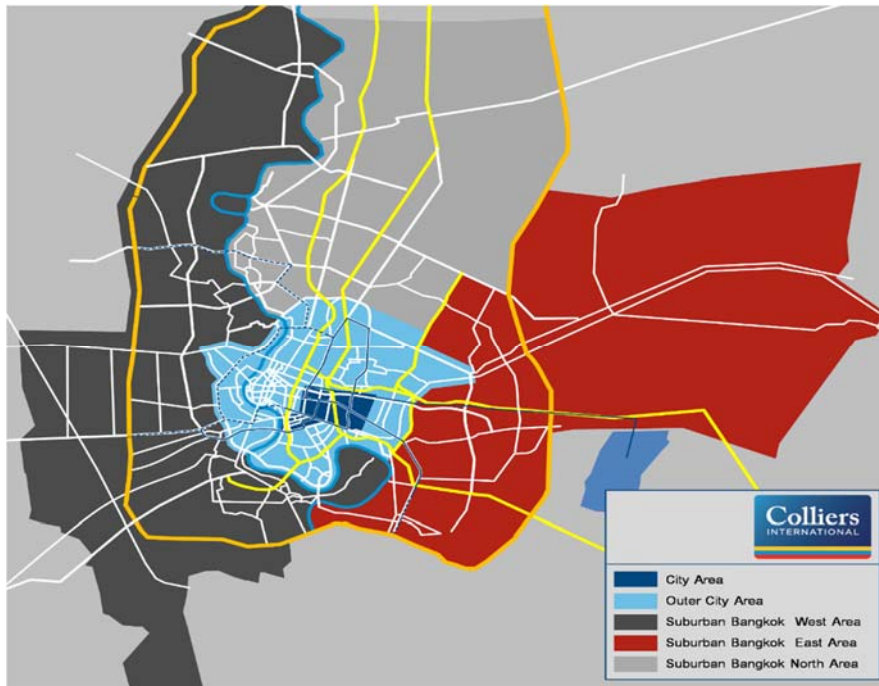 Colliers
INTERNATIONAL
City Area
Outer City Area
Suburban Bangkok West Area
Suburban Bangkok East Area
Suburban Bangkok North Area